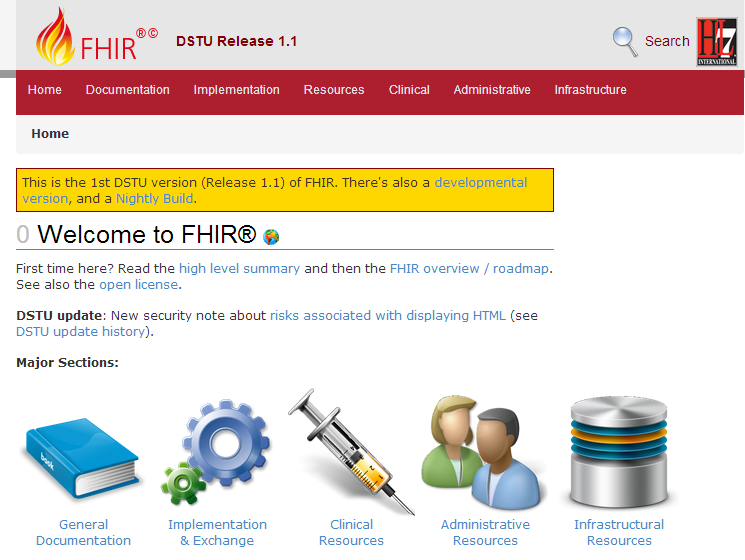 FHIR®© DSTU Release 1.1 Search HL7 INTERNATIONAL
Home Documentation Implementation Resources Clinical Administrative Infrastructure
Home
This is the 1st DSTU version (Release 1.1) of FHIR. There's also a developmental
version, and a Nightly Build.
0 Welcome to FHIR®
First time here? Read the high level summary and then the FHIR overview / roadmap.
See also the open license.
DSTU update: New security note about risks associated with displaying HTML (see
DSTU update history).
Major Sections:
book
General
Documentation
Implementation
& Exchange
Clinical
Resources
Administrative
Resources
Infrastructural
Resources